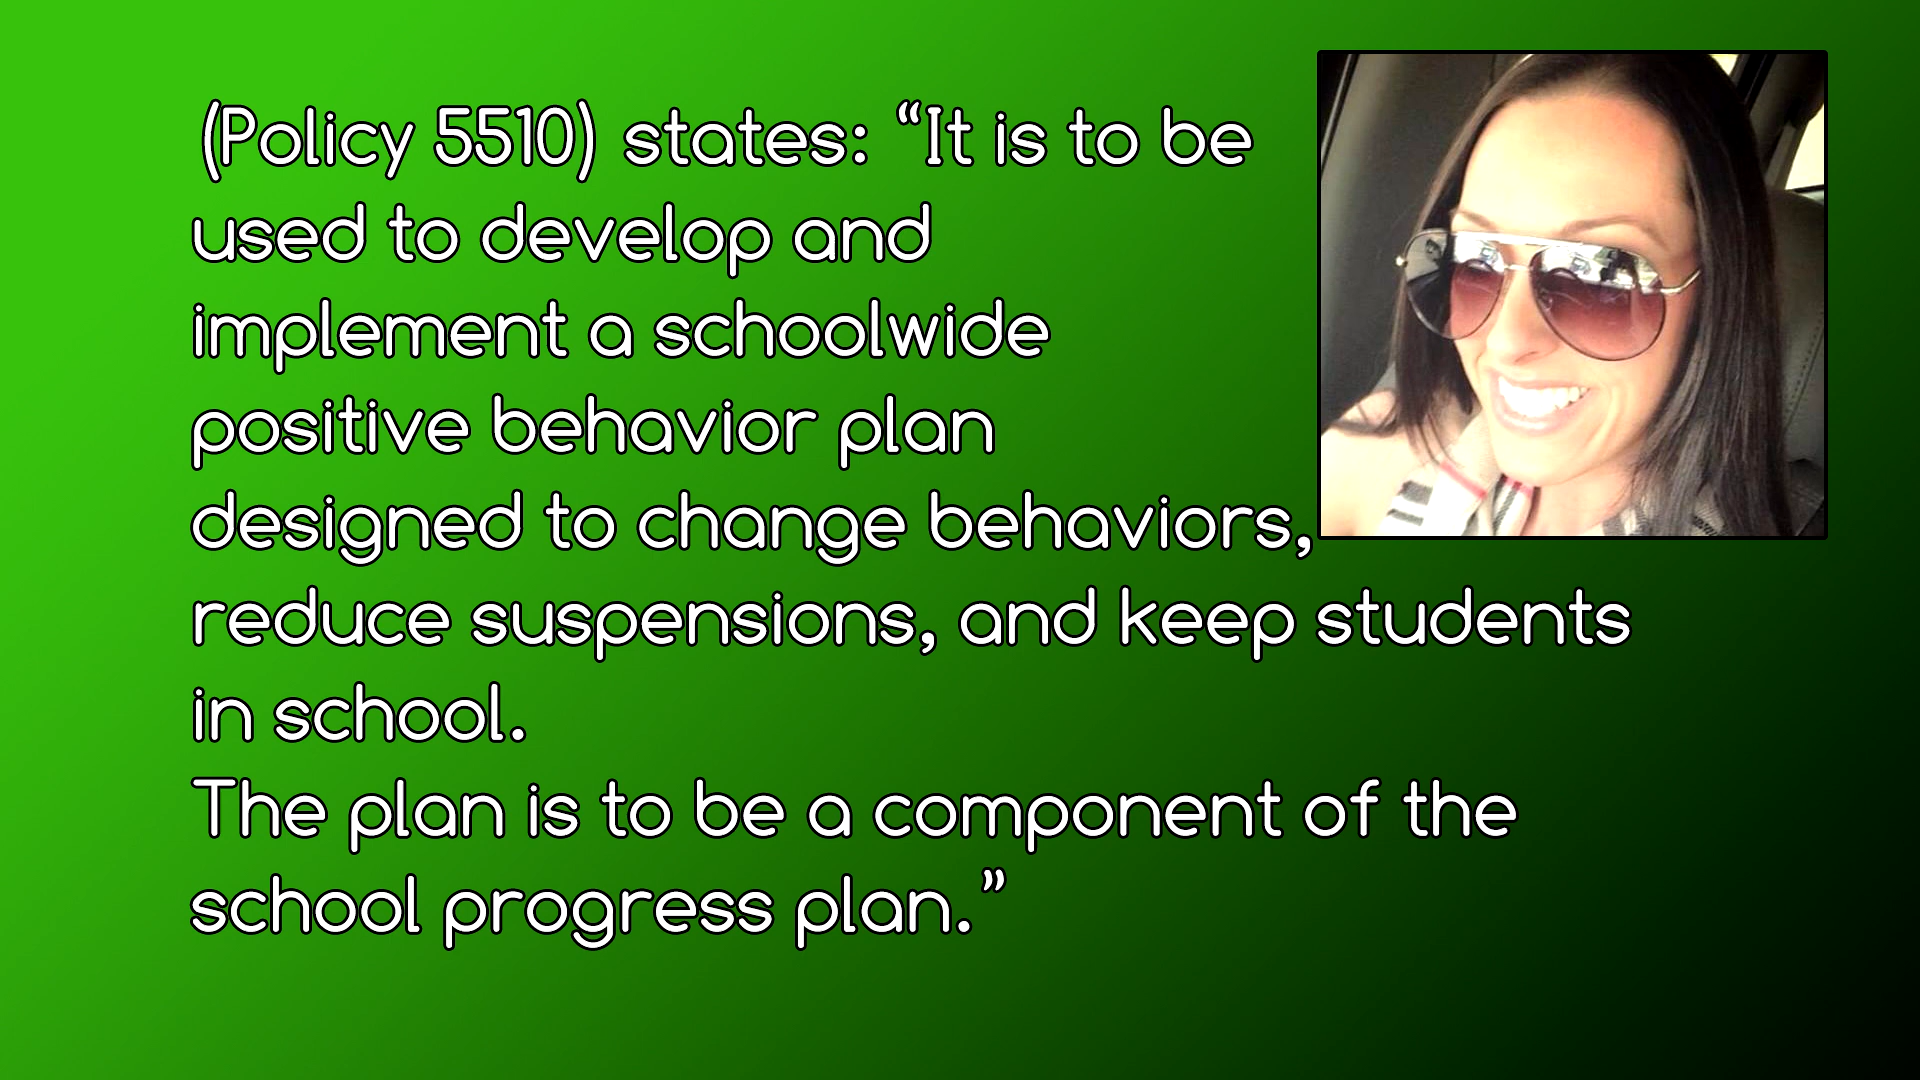 (Policy 5510) states: “It is to be
used to develop and
implement a schoolwide
positive behavior plan
designed to change behaviors,
reduce suspensions, and keep students
in school.
The plan is to be a component of the
school progress plan.”